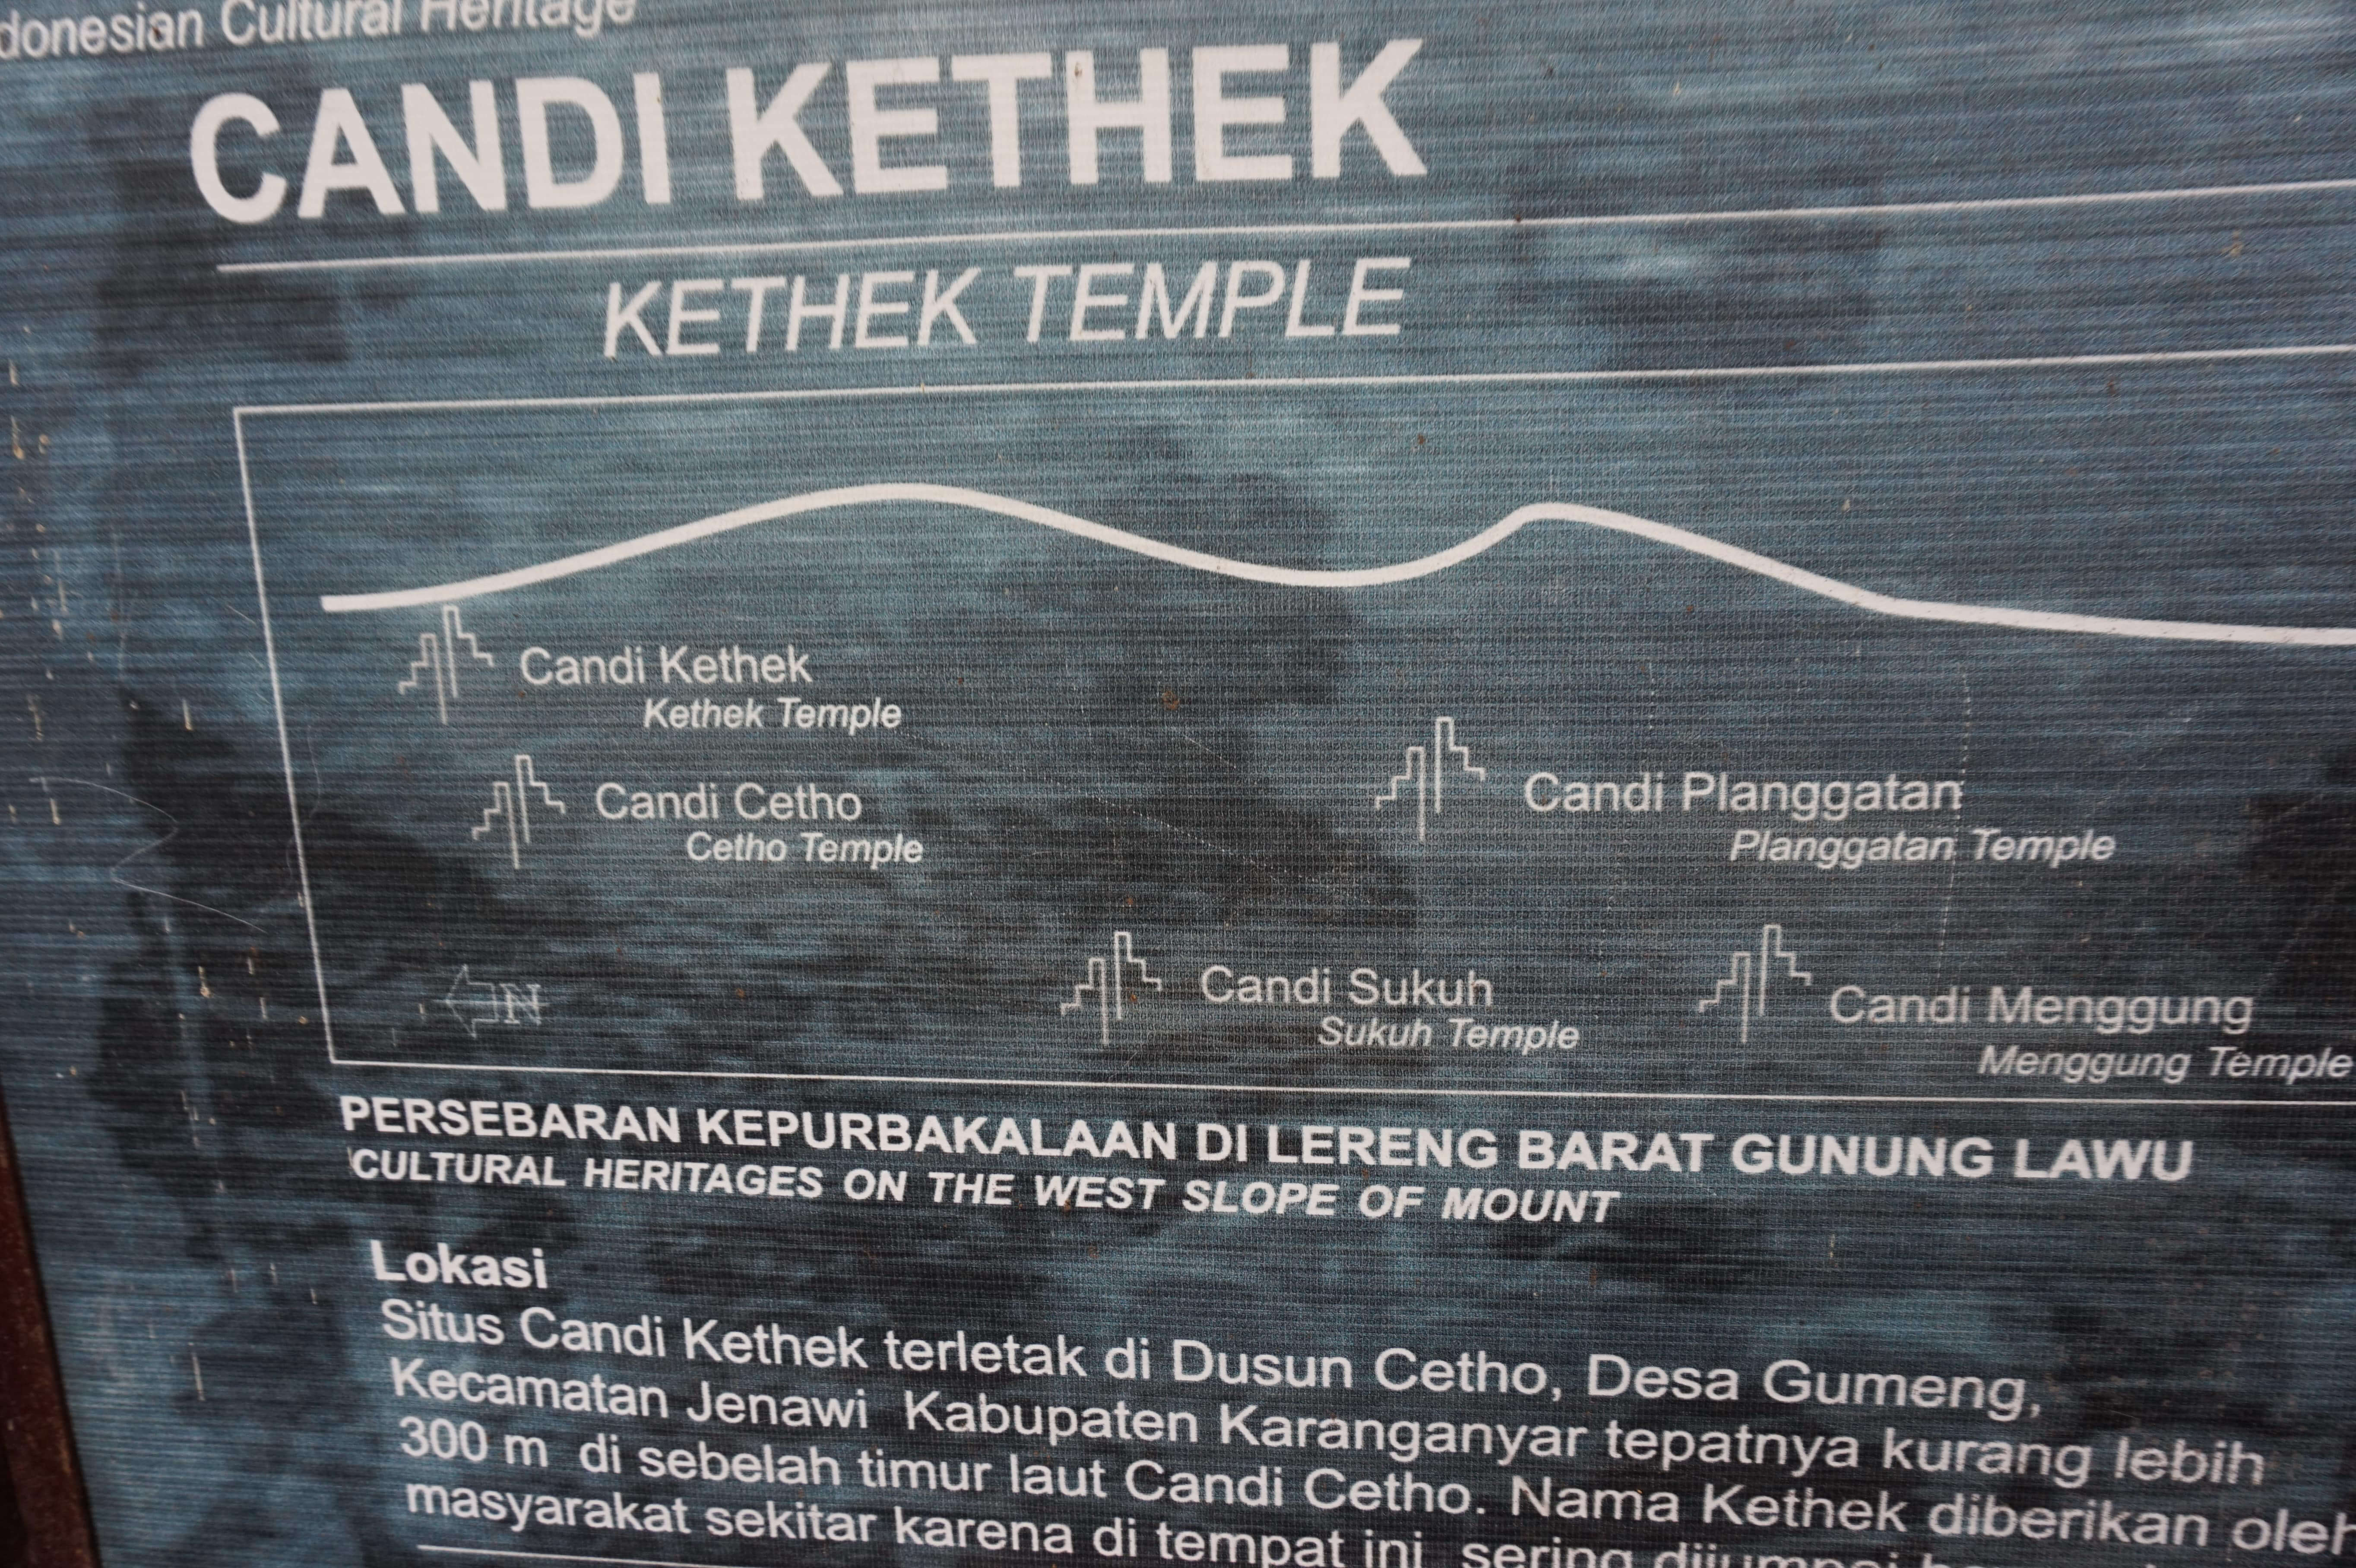 donesian Cultural Heritage
CANDI KETHEK
KETHEK TEMPLE
Candi Kethek
Kethek Temple
Candi Cetho
Cetho Temple
Candi Planggatan
Planggatan Temple
Candi Sukuh
Sukuh Temple
Candi Menggung
Menggung Temple
N
PERSEBARAN KEPURBAKALAAN DI LERENG BARAT GUNUNG LAWU
CULTURAL HERITAGES ON THE WEST SLOPE OF MOUNT
Lokasi
Situs Candi Kethek terletak di Dusun Cetho, Desa Gumeng,
Kecamatan Jenawi Kabupaten Karanganyar tepatnya kurang lebih
300 m di sebelah timur laut Candi Cetho. Nama Kethek diberikan oleh
masyarakat sekitar karena di tempat ini sering dijumpai